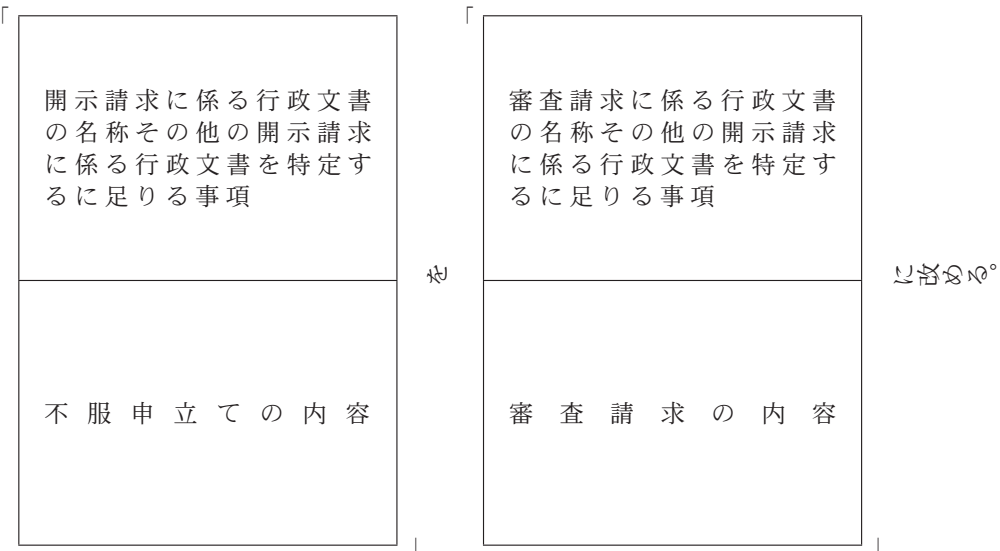 「
開示請求に係る行政文書
の名称その他の開示請求
に係る行政文書を特定す
るに足りる事項
不服申立ての内容
」
を
「
審査請求に係る行政文書
の名称その他の開示請求
に係る行政文書を特定す
るに足りる事項
審査請求の内容
」
に改める。